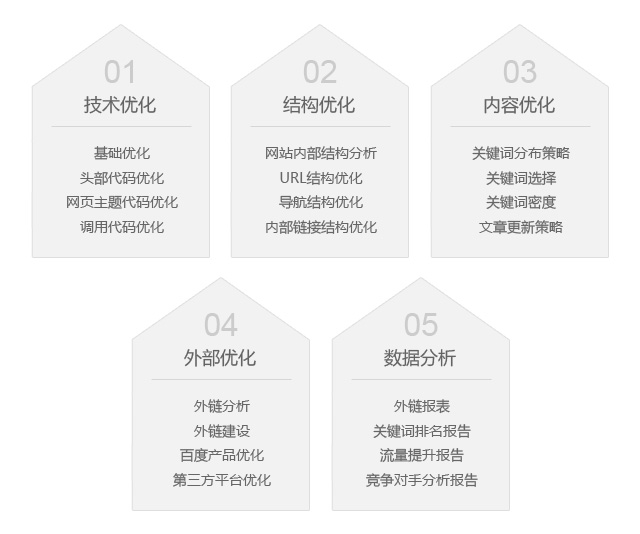 01
技术优化
基础优化
头部代码优化
网页主题代码优化
调用代码优化
02
结构优化
网站内部结构分析
URL结构优化
导航结构优化
内部链接结构优化
03
内容优化
关键词分布策略
关键词选择
关键词密度
文章更新策略
04
外部优化
外链分析
外链建设
百度产品优化
第三方平台优化
05
数据分析
外链报表
关键词排名报告
流量提升报告
竞争对手分析报告